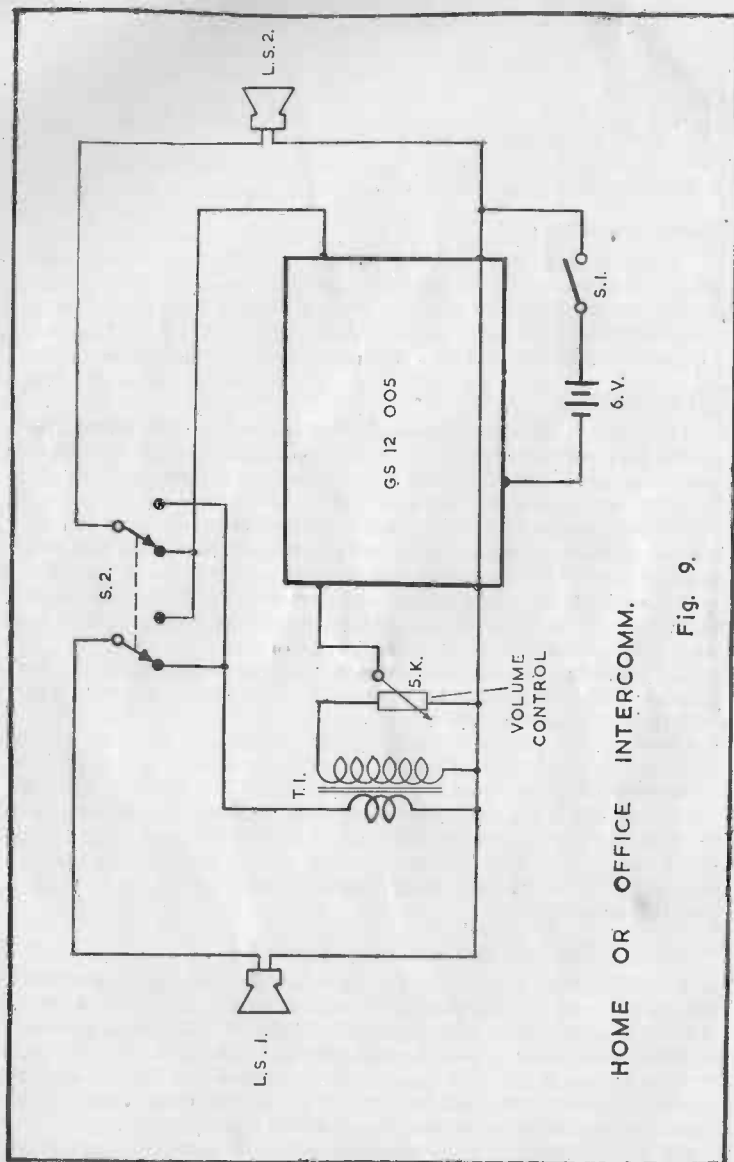 L.S.1.
L.S.2.
S.2.
GS 12 005
T.1.
5.K.
VOLUME
CONTROL
6.V.
S.1.
HOME OR OFFICE INTERCOMM.
Fig. 9.